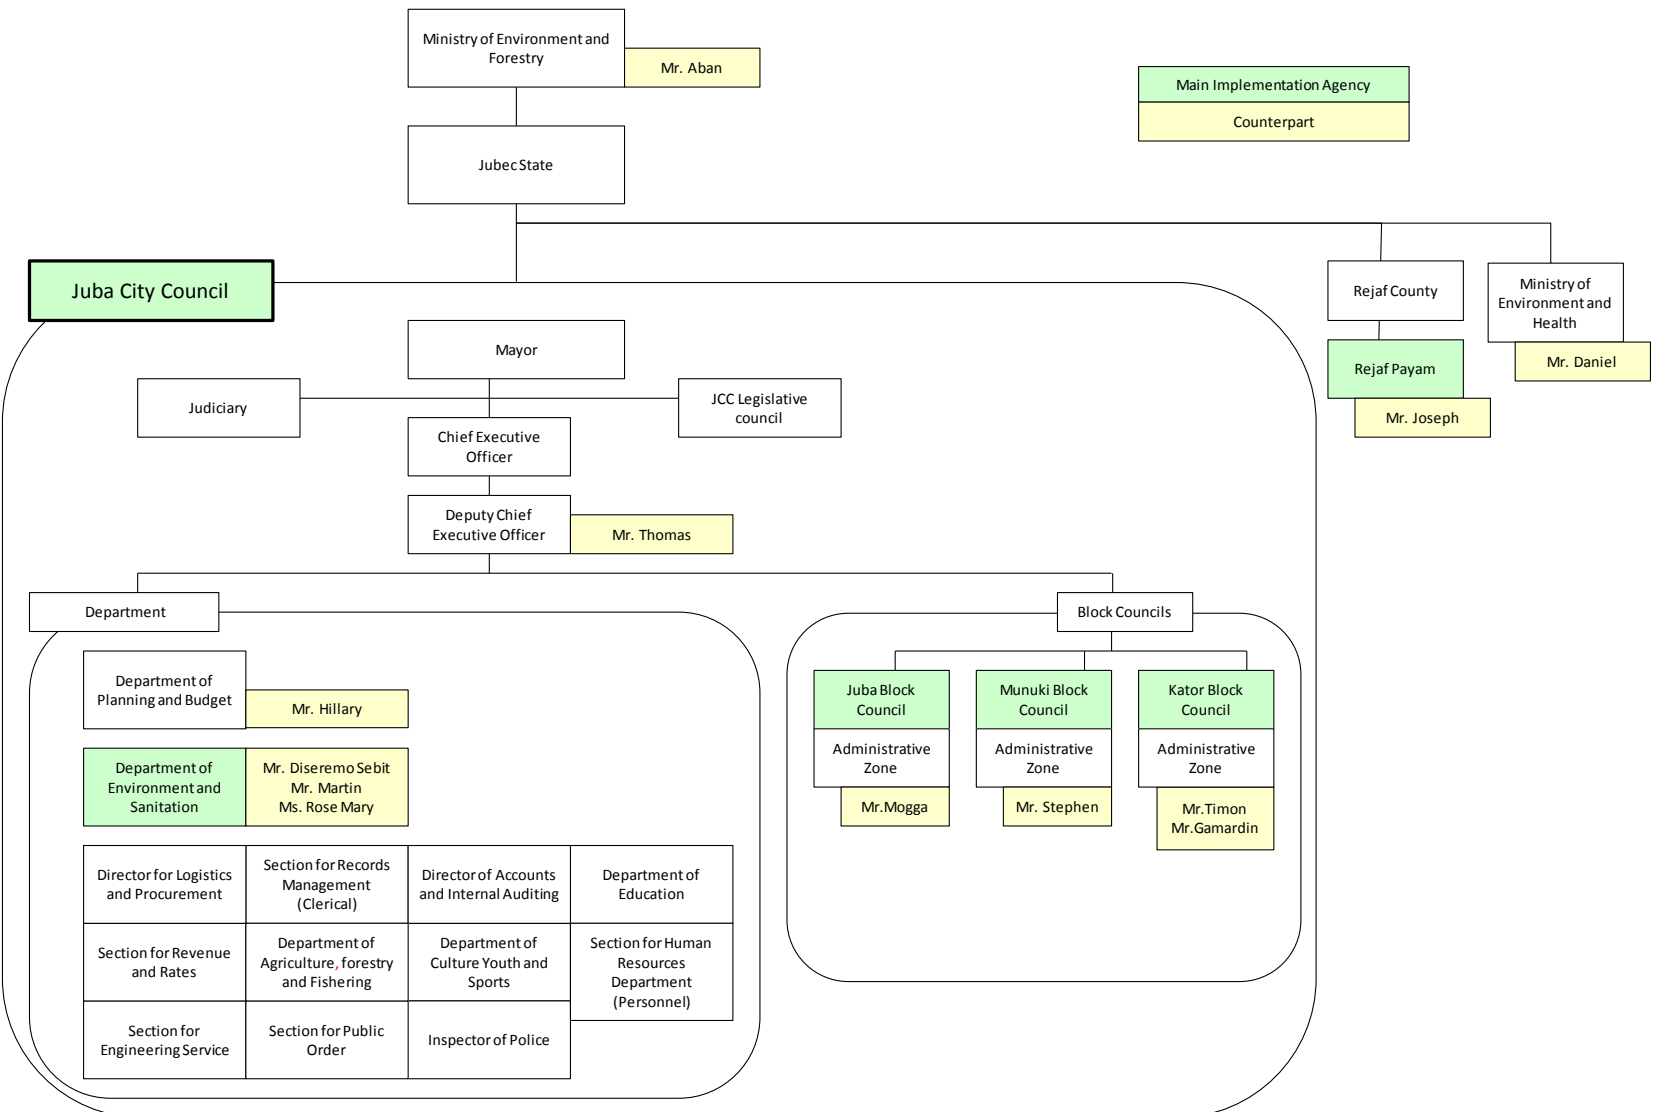 Ministry of Environment and
Forestry
Mr. Aban
Main Implementation Agency
Counterpart
Jubec State
Juba City Council
Rejaf County
Ministry of
Environment and
Health
Mr. Daniel
Rejaf Payam
Mr. Joseph
Mayor
Judiciary
JCC Legislative
council
Chief Executive
Officer
Deputy Chief
Executive Officer
Mr. Thomas
Department
Block Councils
Department of
Planning and Budget
Mr. Hillary
Department of
Environment and
Sanitation
Mr. Diseremo Sebit
Mr. Martin
Ms. Rose Mary
Director for Logistics
and Procurement
Section for Records
Management
(Clerical)
Director of Accounts
and Internal Auditing
Department of
Education
Section for Revenue
and Rates
Department of
Agriculture, forestry
and Fishering
Department of
Culture Youth and
Sports
Section for Human
Resources
Department
(Personnel)
Section for
Engineering Service
Section for Public
Order
Inspector of Police
Juba Block
Council
Administrative
Zone
Mr.Mogga
Munuki Block
Council
Administrative
Zone
Mr. Stephen
Kator Block
Council
Administrative
Zone
Mr.Timon
Mr.Gamardin